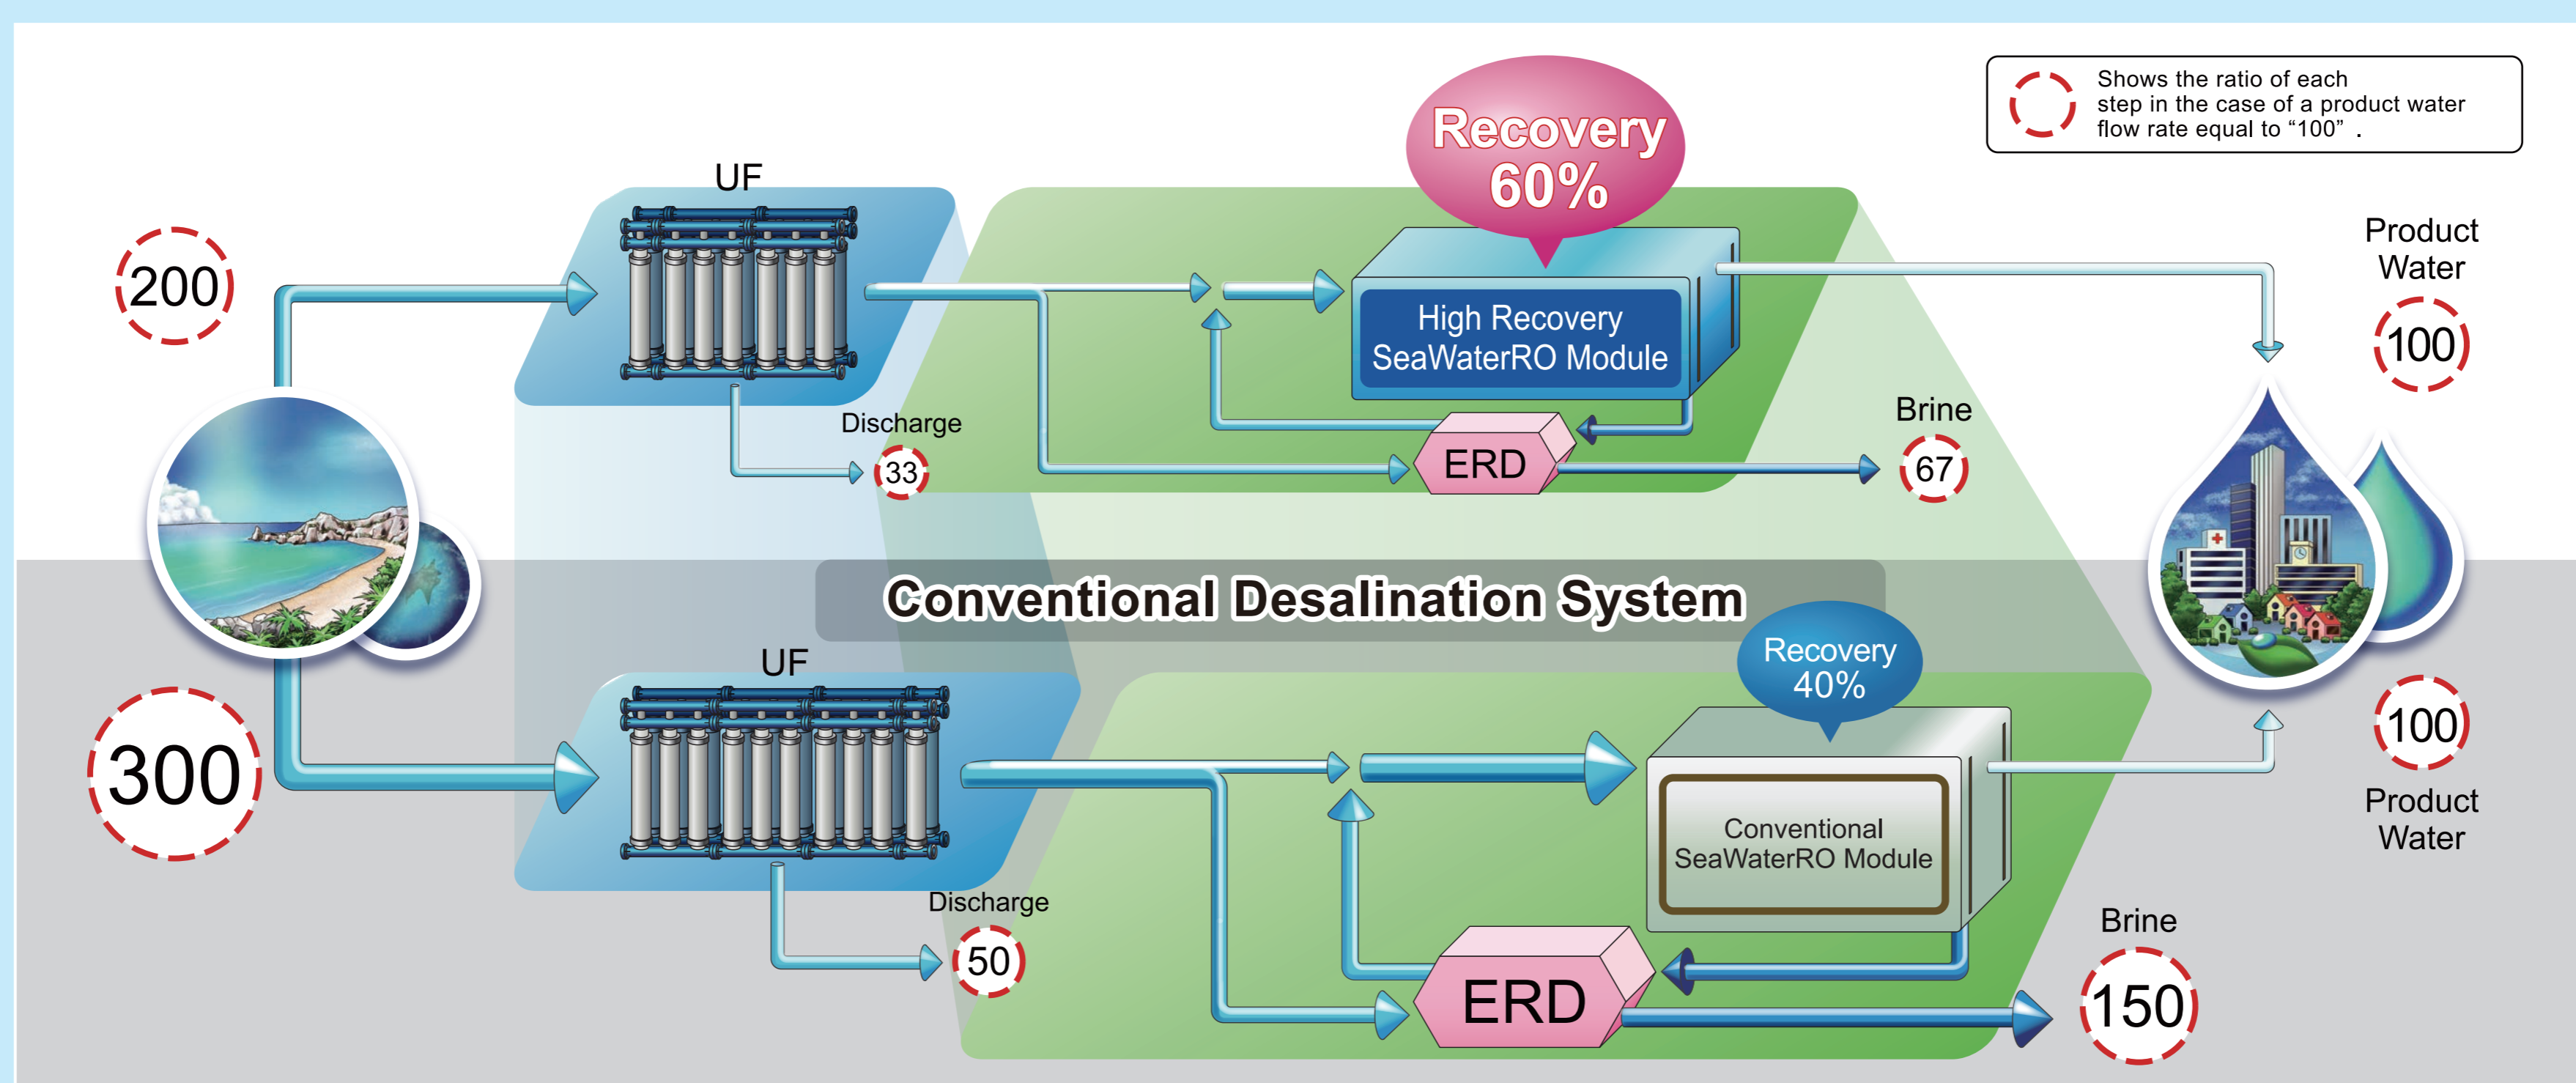 Shows the ratio of each
step in the case of a product water
flow rate equal to “100” .
Recovery
60%
UF
200
High Recovery
SeaWaterRO Module
Product
Water
100
Discharge
33
ERD
Brine
67
Conventional Desalination System
UF
Recovery
40%
300
Conventional
SeaWaterRO Module
100
Product
Water
Discharge
50
ERD
Brine
150